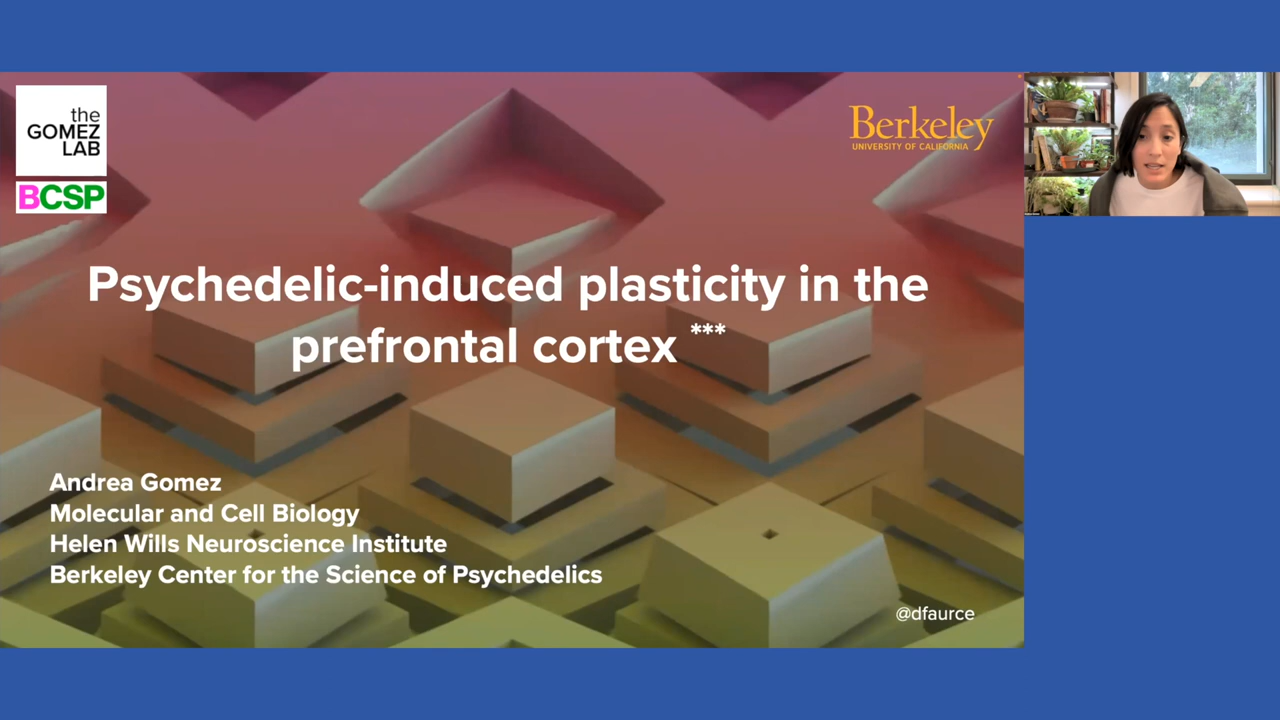 the
GOMEZ
LAB
BCSP
Berkeley
UNIVERSITY OF CALIFORNIA
Psychedelic-induced plasticity in the
prefrontal cortex ***
Andrea Gomez
Molecular and Cell Biology
Helen Wills Neuroscience Institute
Berkeley Center for the Science of Psychedelics
@dfaurce